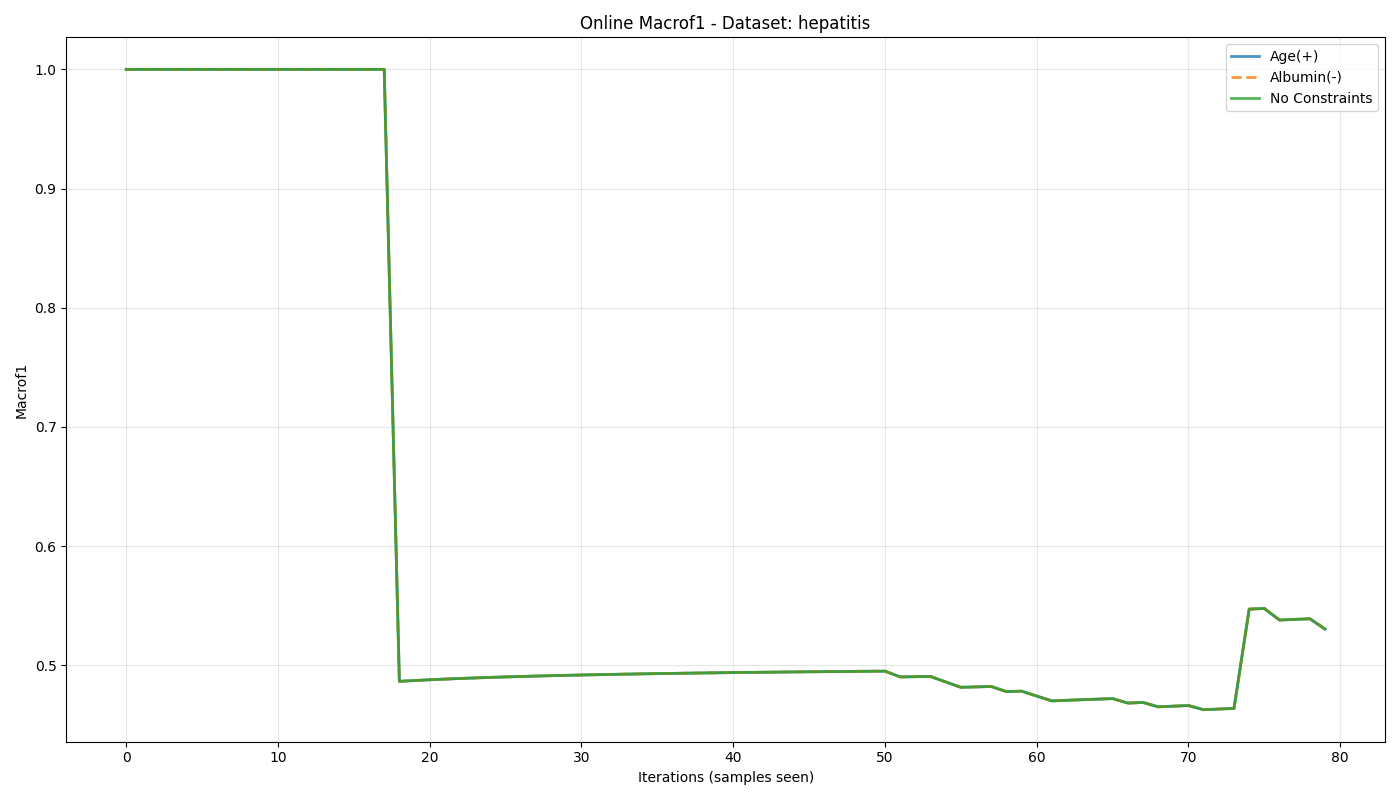 Online Macrof1 - Dataset: hepatitis
Age(+)
Albumin(-)
No Constraints
Macrof1
1.0
0.9
0.8
0.7
0.6
0.5
0 10 20 30 40 50 60 70 80
Iterations (samples seen)